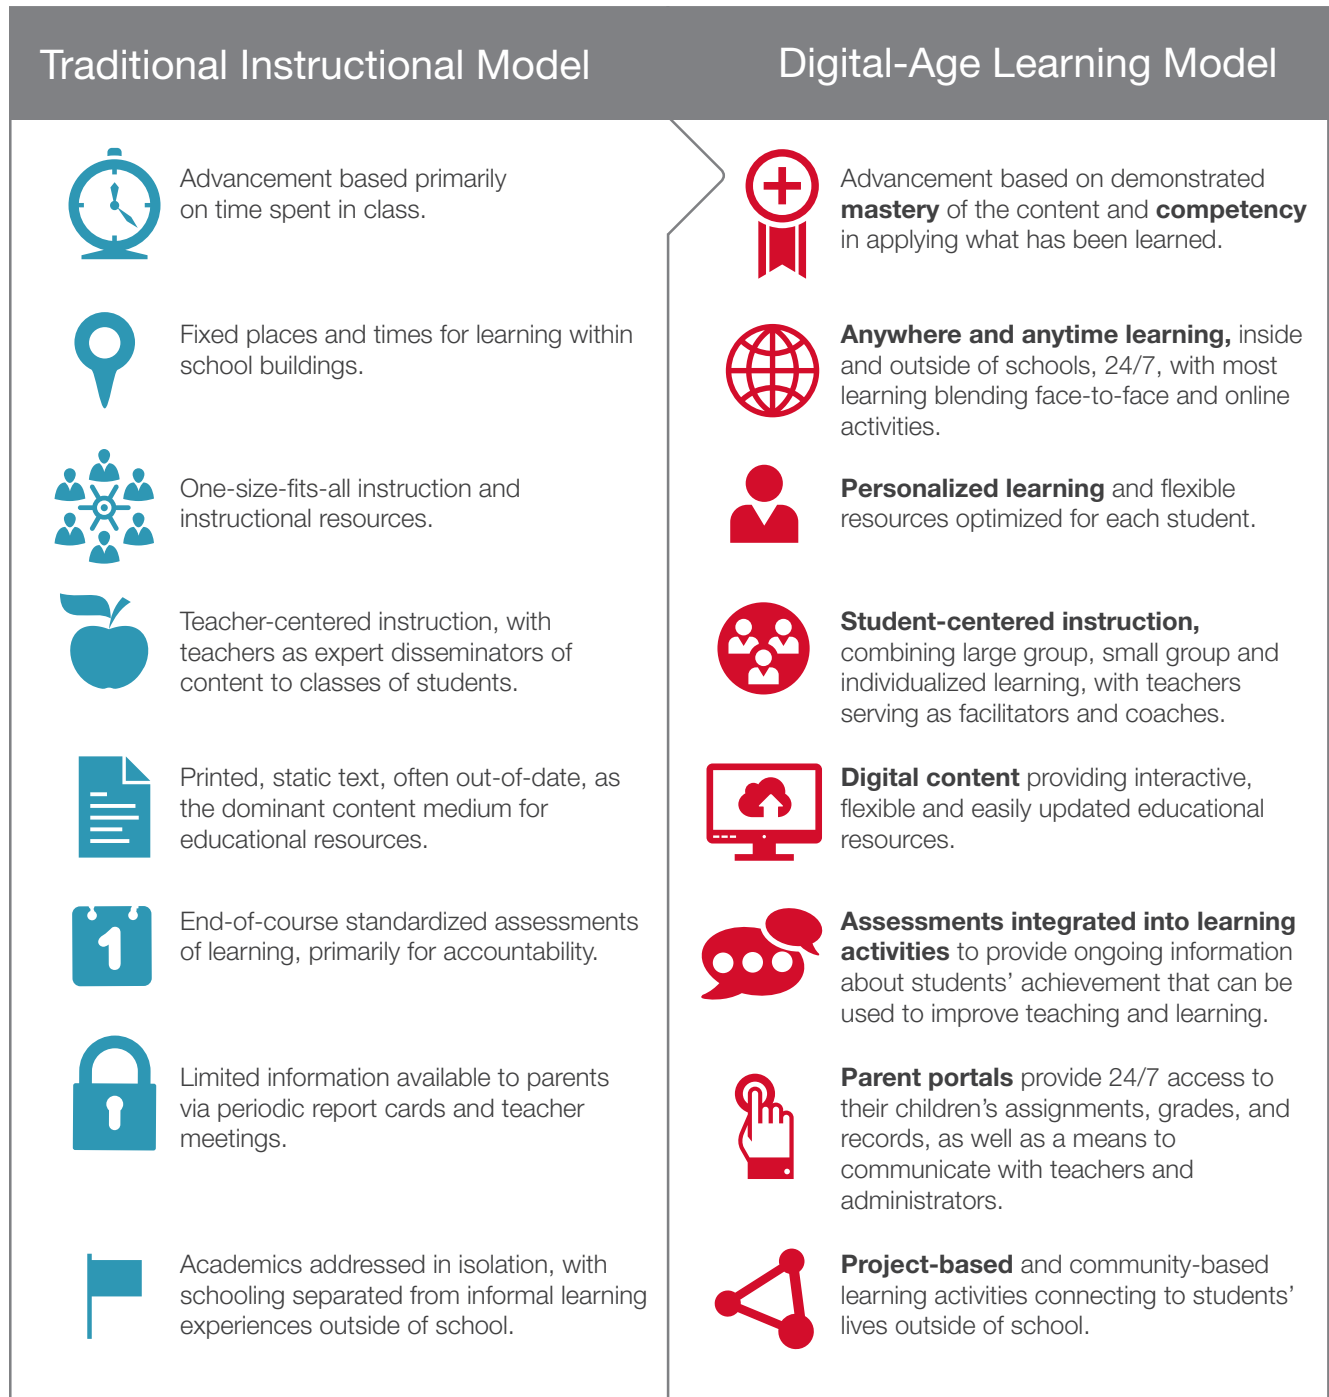 Traditional Instructional Model
Digital-Age Learning Model
Advancement based primarily
on time spent in class.
Advancement based on demonstrated
mastery of the content and competency
in applying what has been learned.
Fixed places and times for learning within
school buildings.
Anywhere and anytime learning, inside
and outside of schools, 24/7, with most
learning blending face-to-face and online
activities.
One-size-fits-all instruction and
instructional resources.
Personalized learning and flexible
resources optimized for each student.
Teacher-centered instruction, with
teachers as expert disseminators of
content to classes of students.
Student-centered instruction,
combining large group, small group and
individualized learning, with teachers
serving as facilitators and coaches.
Printed, static text, often out-of-date, as
the dominant content medium for
educational resources.
Digital content providing interactive,
flexible and easily updated educational
resources.
1
End-of-course standardized assessments
of learning, primarily for accountability.
Assessments integrated into learning
activities to provide ongoing information
about students’ achievement that can be
used to improve teaching and learning.
Limited information available to parents
via periodic report cards and teacher
meetings.
Parent portals provide 24/7 access to
their children’s assignments, grades, and
records, as well as a means to
communicate with teachers and
administrators.
Academics addressed in isolation, with
schooling separated from informal learning
experiences outside of school.
Project-based and community-based
learning activities connecting to students’
lives outside of school.